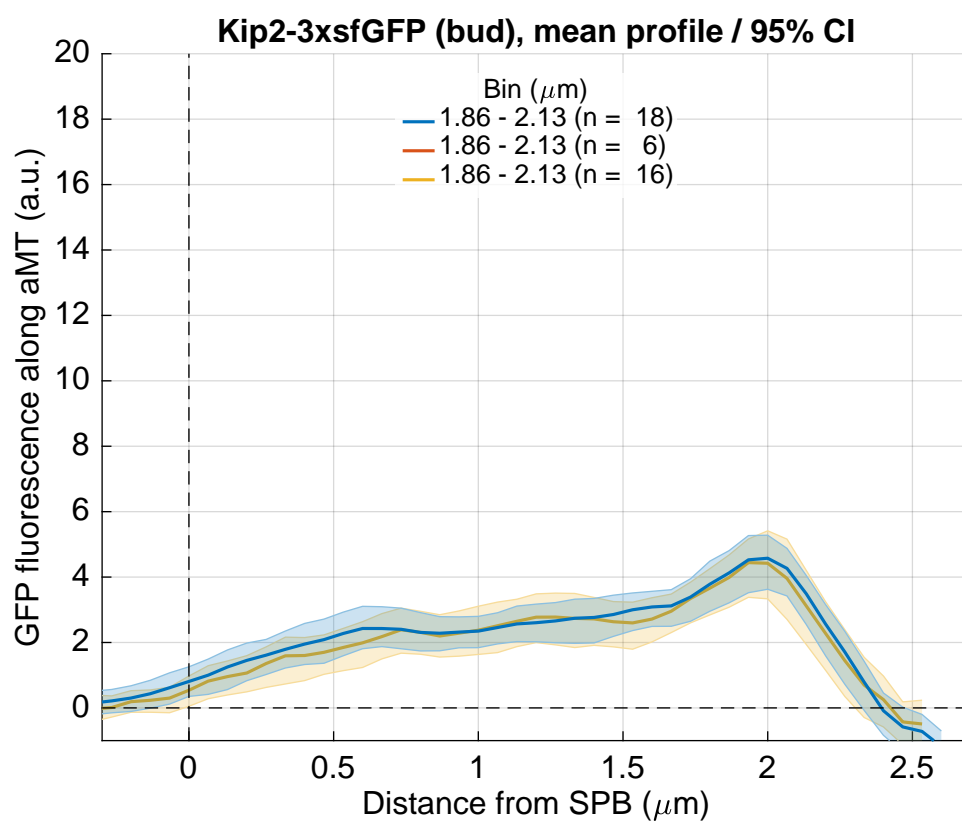 Kip2-3xsfGFP (bud), mean profile / 95% CI
20
18
16
14
12
10
8
6
4
2
0
GFP fluorescence along aMT (a.u.)
Bin (μm)
1.86 - 2.13 (n = 18)
1.86 - 2.13 (n = 6)
1.86 - 2.13 (n = 16)
0 0.5 1 1.5 2 2.5
Distance from SPB (μm)